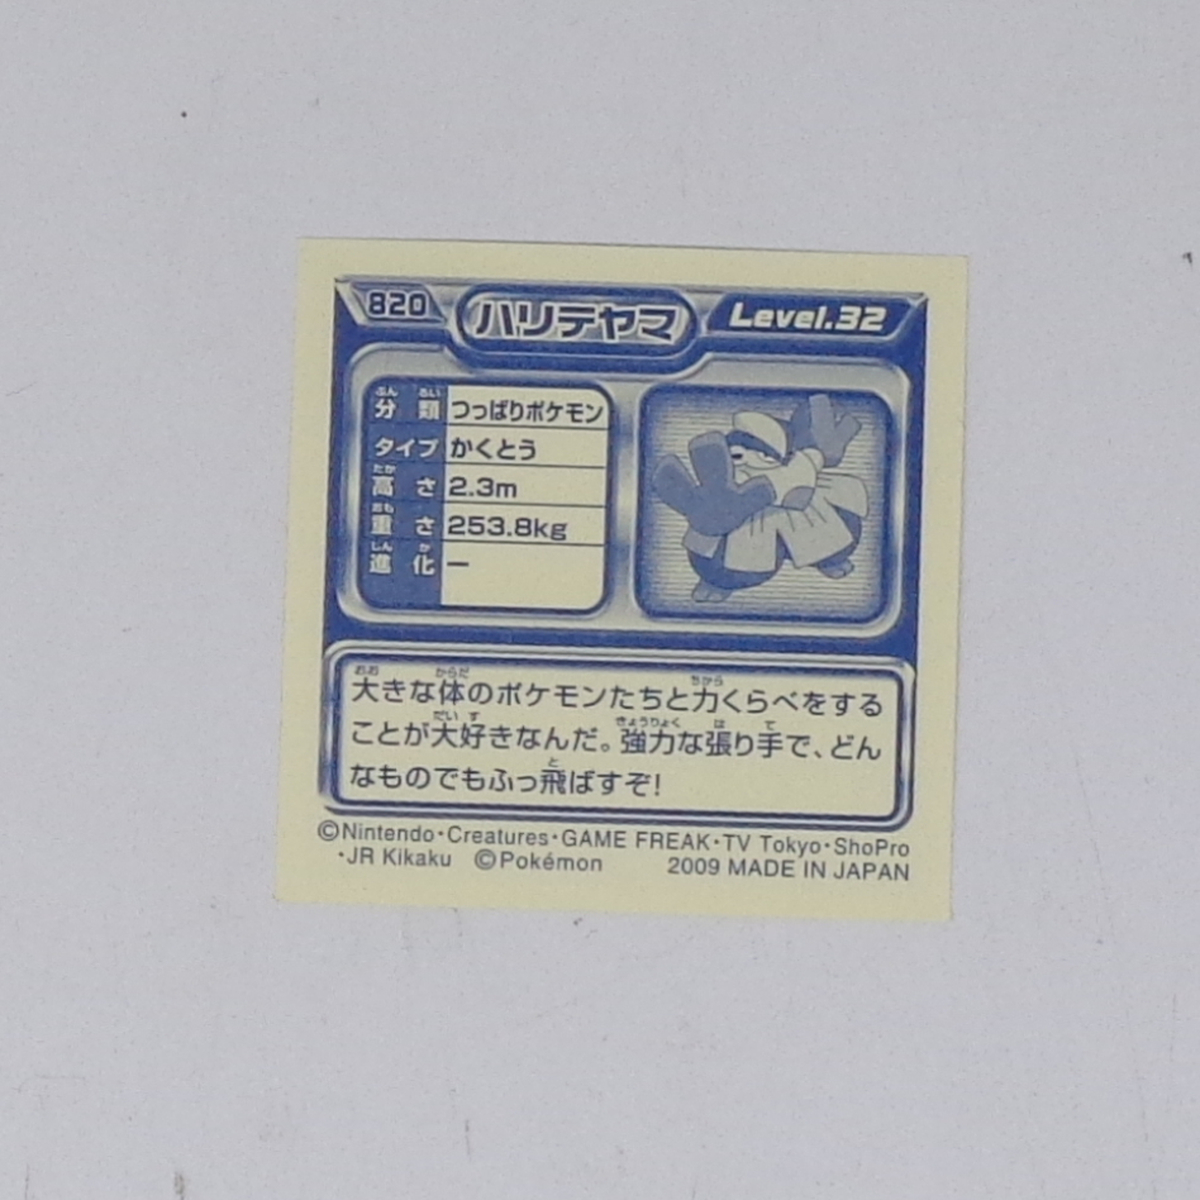 820 ハリテヤマ Level.32
分類 つっぱりポケモン
タイプ かくとう
高さ 2.3m
重さ 253.8kg
進化 ー
大きな体のポケモンたちと力くらべをする
ことが大好きなんだ。強力な張り手で、どん
なものでもふっ飛ばすぞ!
©Nintendo・Creatures・GAME FREAK・TV Tokyo・ShoPro
・JR Kikaku ©Pokémon 2009 MADE IN JAPAN